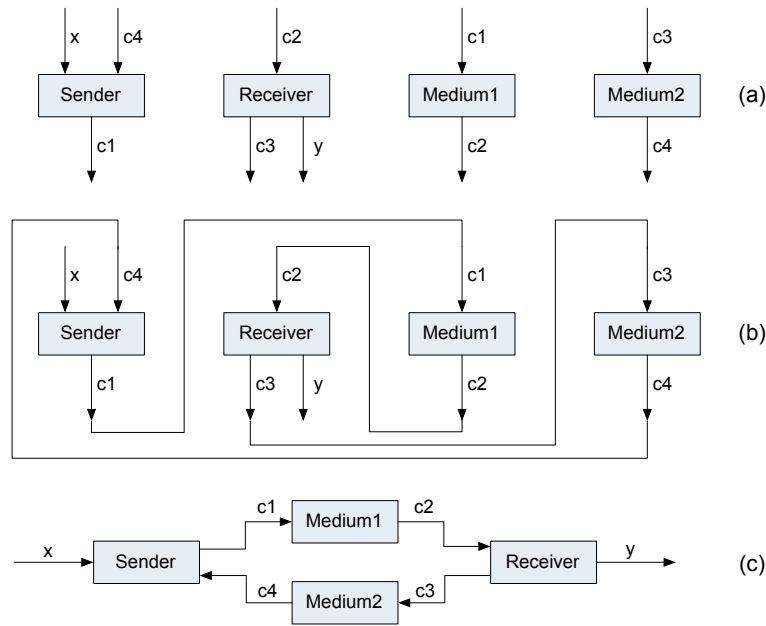 x c4 c2 c1 c3
Sender Receiver Medium1 Medium2 (a)
c1 c3 y c2 c4
x c4 c2 c1 c3
Sender Receiver Medium1 Medium2 (b)
c1 c3 y c2 c4
c1 Medium1 c2
x Sender Receiver y (c)
c4 Medium2 c3